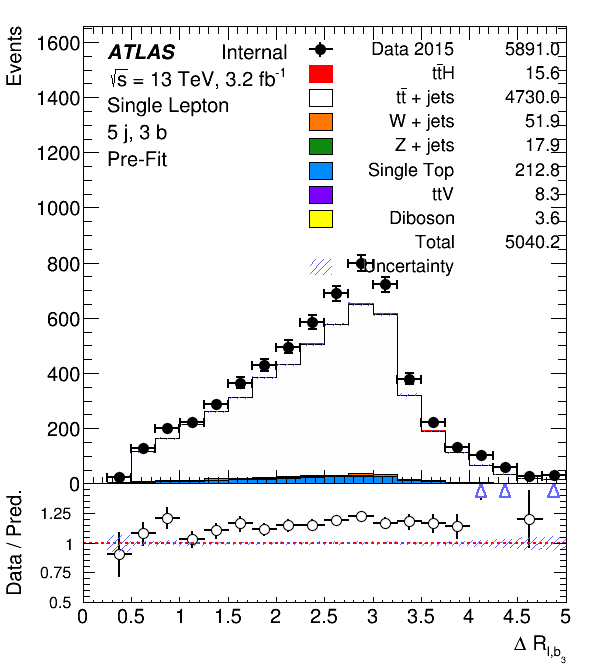 Events
1600
1400
1200
1000
800
600
400
200
0
ATLAS Internal
√s = 13 TeV, 3.2 fb⁻¹
Single Lepton
5 j, 3 b
Pre-Fit
Data 2015 5891.0
tt̄H 15.6
tt̄ + jets 4730.0
W + jets 51.9
Z + jets 17.9
Single Top 212.8
ttV 8.3
Diboson 3.6
Total 5040.2
Uncertainty
Data / Pred.
1.25
1
0.75
0.5
0 0.5 1 1.5 2 2.5 3 3.5 4 4.5 5
Δ R_{l,b_3}